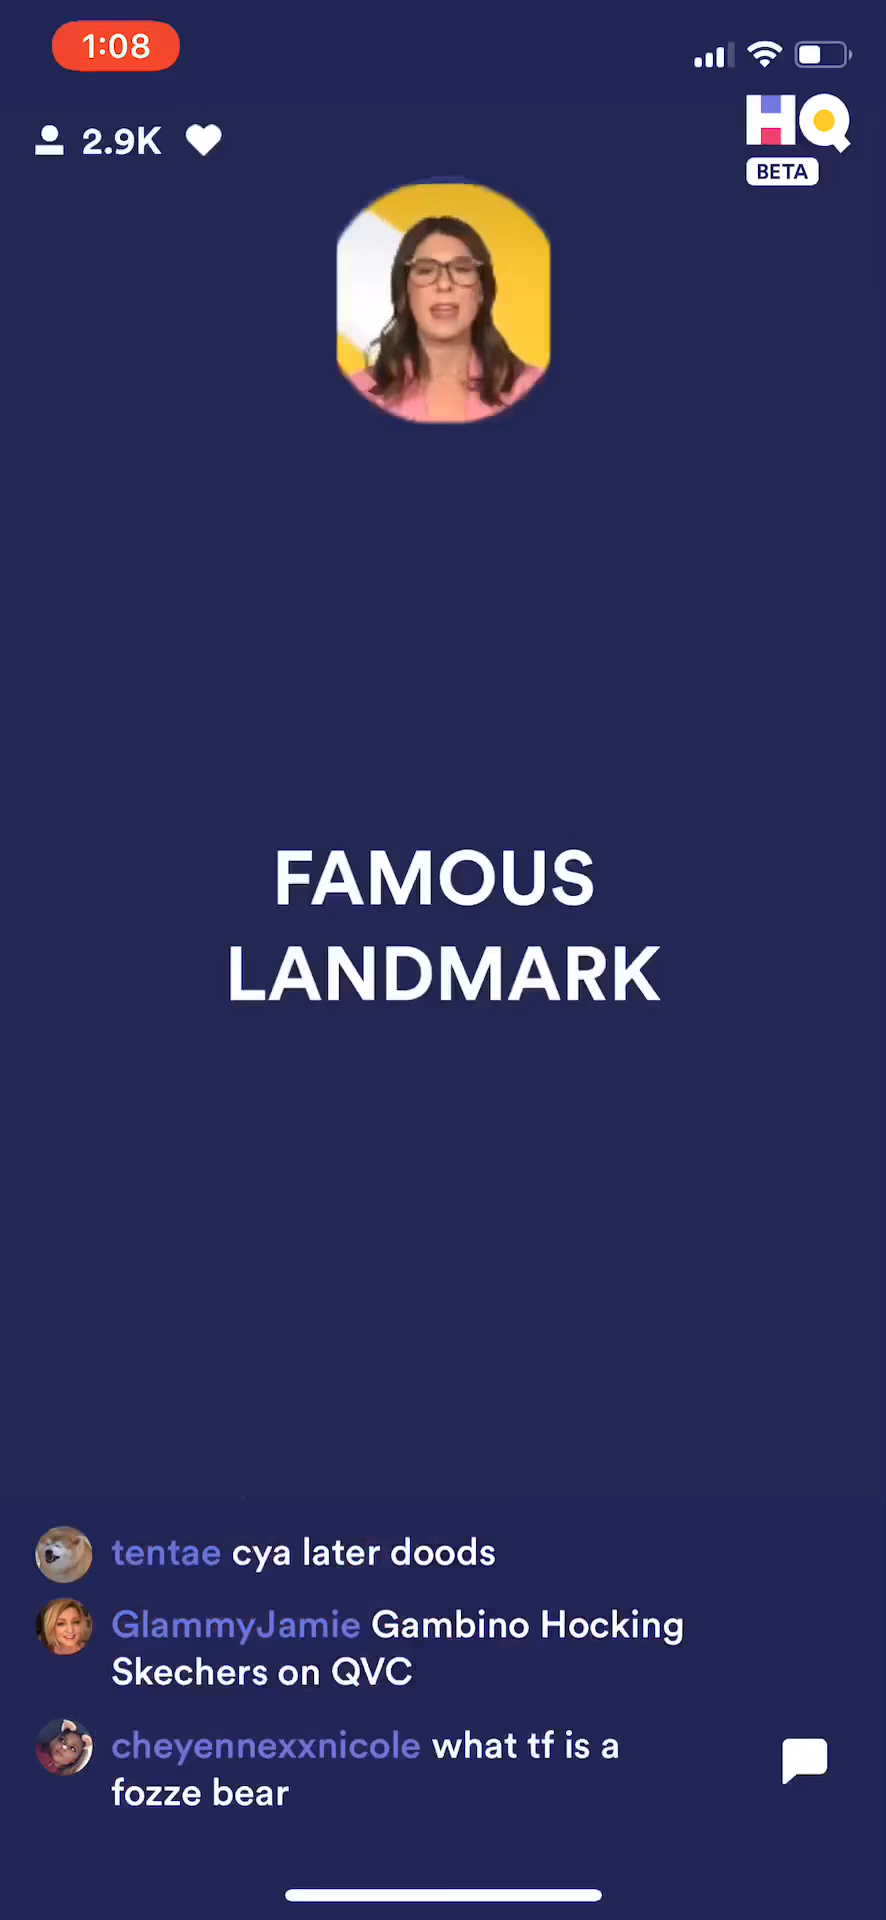 1:08
2.9K
HQ
BETA
FAMOUS
LANDMARK
tentae cya later doods
GlammyJamie Gambino Hocking
Skechers on QVC
cheyennexxnicole what tf is a
fozze bear